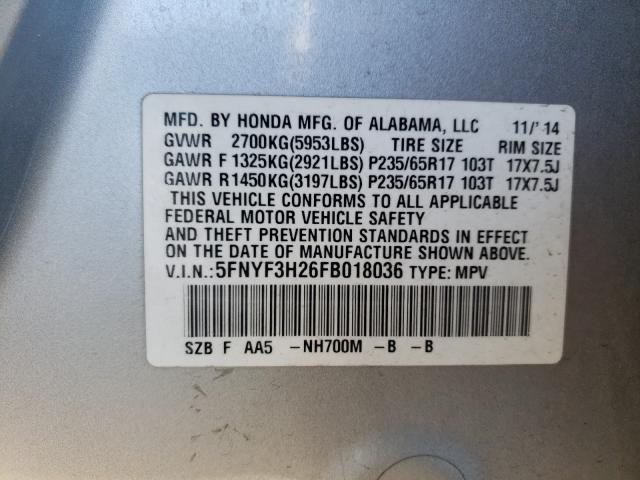 MFD. BY HONDA MFG. OF ALABAMA, LLC 11/'14
GVWR 2700KG(5953LBS) TIRE SIZE RIM SIZE
GAWR F 1325KG(2921LBS) P235/65R17 103T 17X7.5J
GAWR R1450KG(3197LBS) P235/65R17 103T 17X7.5J
THIS VEHICLE CONFORMS TO ALL APPLICABLE
FEDERAL MOTOR VEHICLE SAFETY
AND THEFT PREVENTION STANDARDS IN EFFECT
ON THE DATE OF MANUFACTURE SHOWN ABOVE.
V.I.N.:5FNYF3H26FB018036 TYPE: MPV
SZB F AA5 -NH700M -B -B